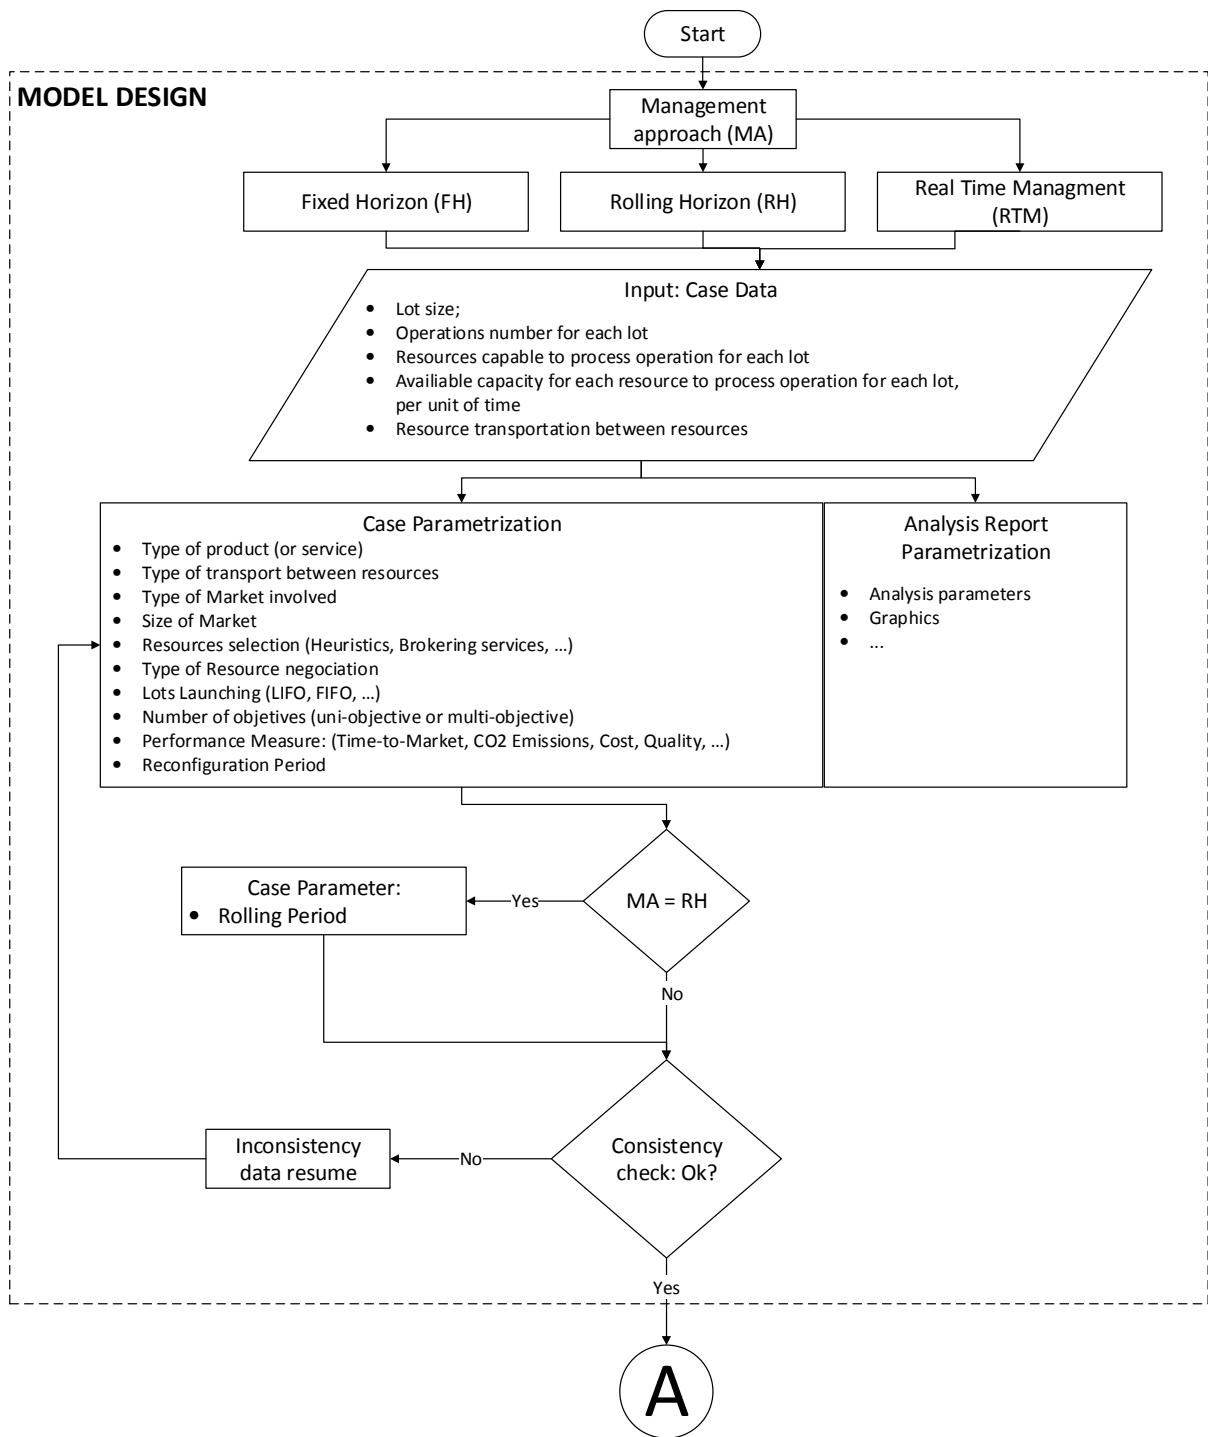 Start
MODEL DESIGN
Management
approach (MA)
Fixed Horizon (FH)
Rolling Horizon (RH)
Real Time Managment
(RTM)
Input: Case Data
• Lot size;
• Operations number for each lot
• Resources capable to process operation for each lot
• Availiable capacity for each resource to process operation for each lot,
per unit of time
• Resource transportation between resources
Case Parametrization
• Type of product (or service)
• Type of transport between resources
• Type of Market involved
• Size of Market
• Resources selection (Heuristics, Brokering services, ...)
• Type of Resource negociation
• Lots Launching (LIFO, FIFO, ...)
• Number of objetives (uni-objective or multi-objective)
• Performance Measure: (Time-to-Market, CO2 Emissions, Cost, Quality, ...)
• Reconfiguration Period
Analysis Report
Parametrization
• Analysis parameters
• Graphics
• ...
MA = RH
Yes
Case Parameter:
• Rolling Period
No
Consistency
check: Ok?
No
Inconsistency
data resume
Yes
A